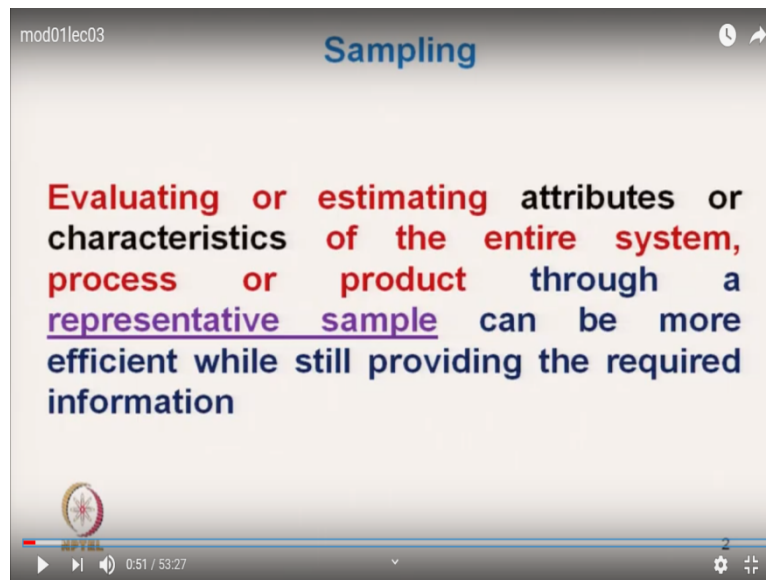 mod01lec03
Sampling
Evaluating or estimating attributes or
characteristics of the entire system,
process or product through a
representative sample can be more
efficient while still providing the required
information
NPTEL
2
0:51 / 53:27